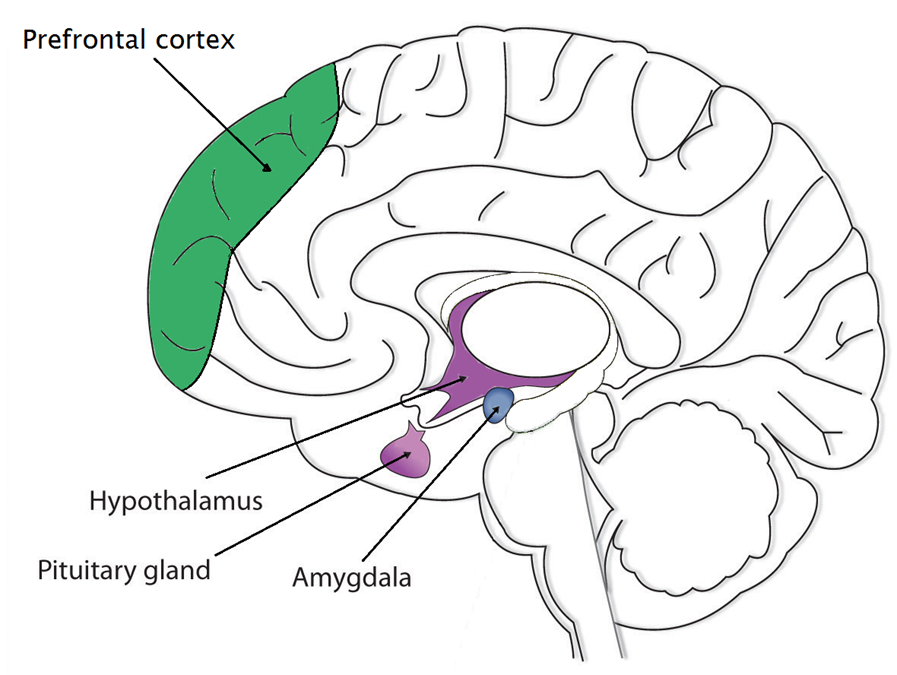 Prefrontal cortex
Hypothalamus
Pituitary gland
Amygdala